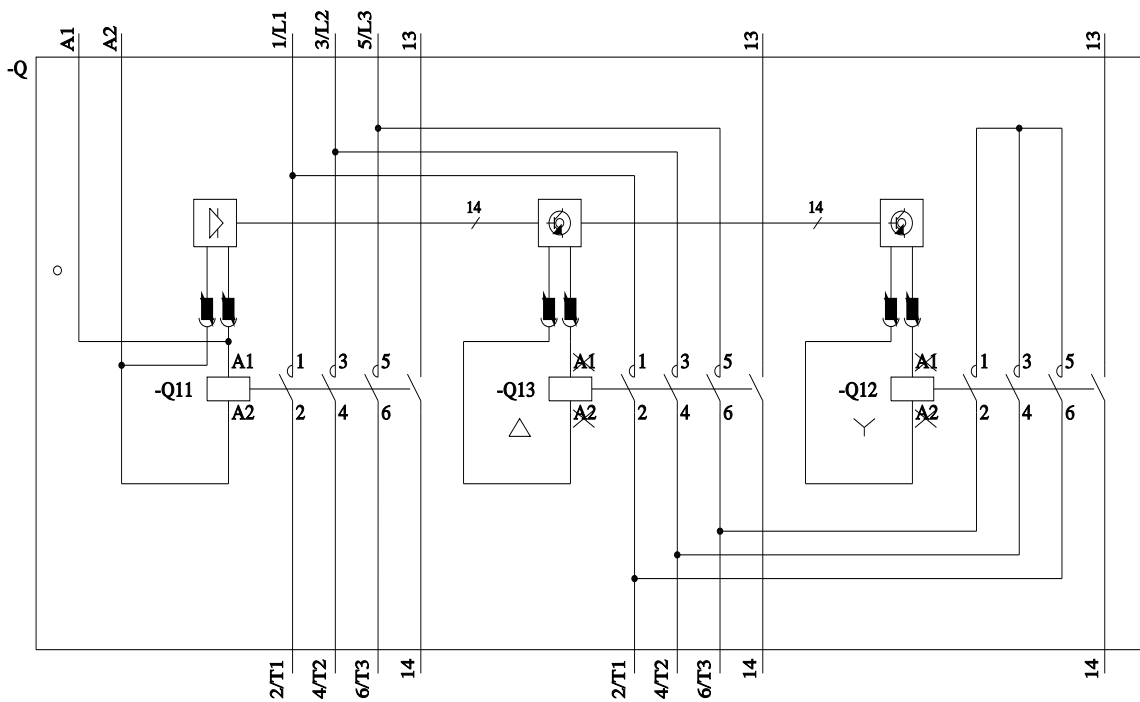 A1 A2 1/L1 3/L2 5/L3 13 13 13
-Q
14 14
A1 1 3 5 A1 1 3 5 A1 1 3 5
-Q11 -Q13 -Q12
A2 2 4 6 A2 2 4 6 A2 2 4 6
2/T1 4/T2 6/T3 14 2/T1 4/T2 6/T3 14 14